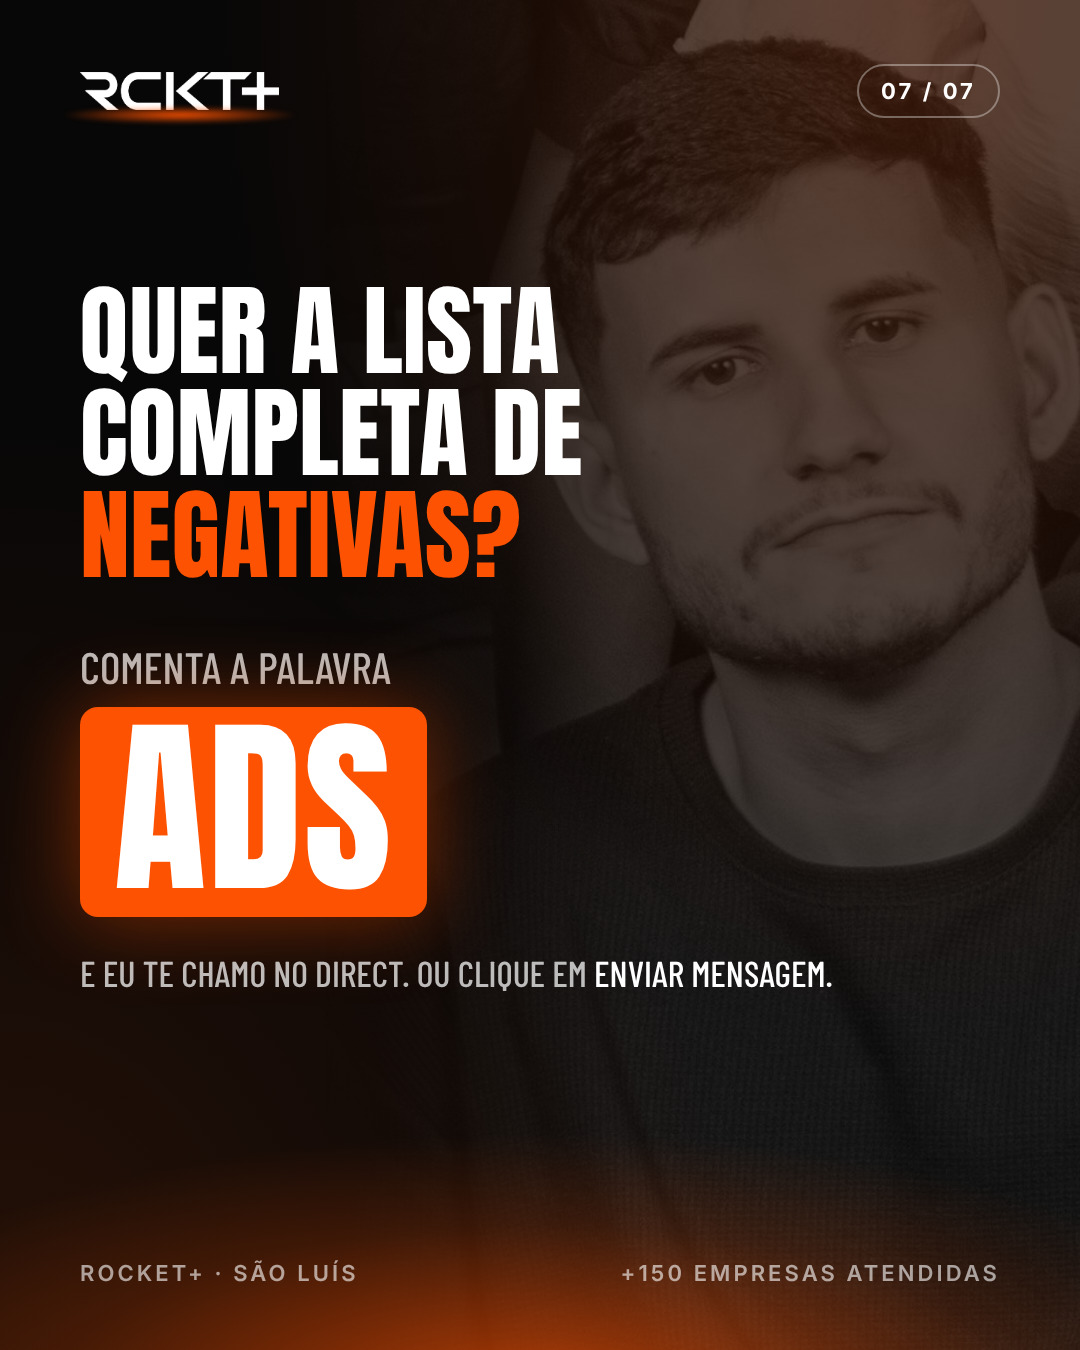 RCKT+
07 / 07
QUER A LISTA
COMPLETA DE
NEGATIVAS?
COMENTA A PALAVRA
ADS
E EU TE CHAMO NO DIRECT. OU CLIQUE EM ENVIAR MENSAGEM.
ROCKET+ · SÃO LUÍS
+150 EMPRESAS ATENDIDAS